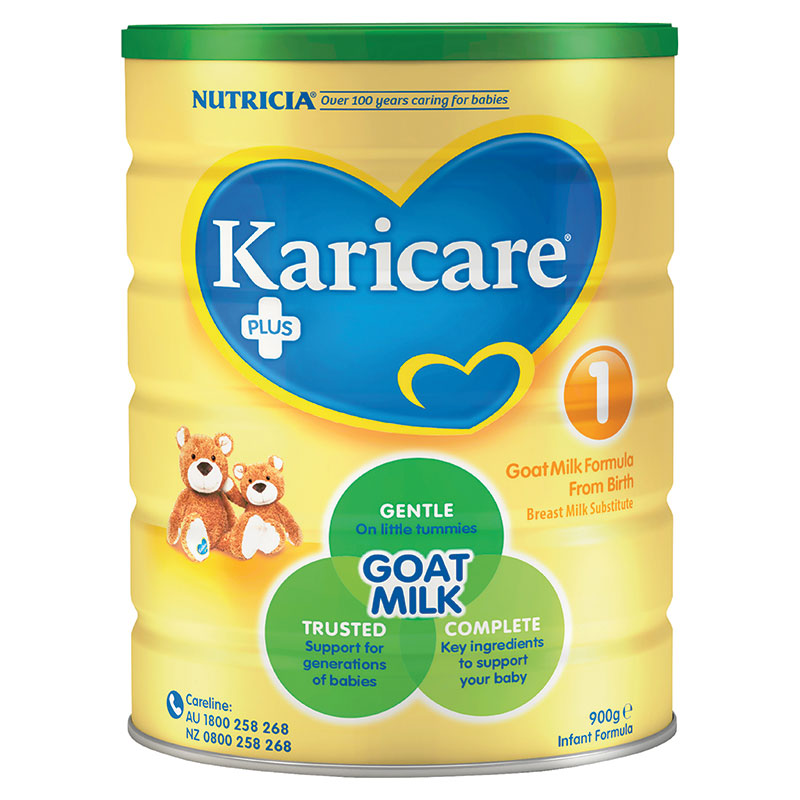 NUTRICIA® Over 100 years caring for babies
Karicare®
PLUS
1
Goat Milk Formula
From Birth
Breast Milk Substitute
GENTLE
On little tummies
GOAT
MILK
TRUSTED
Support for
generations
of babies
COMPLETE
Key ingredients
to support
your baby
Careline:
AU 1800 258 268
NZ 0800 258 268
900g ℮
Infant Formula